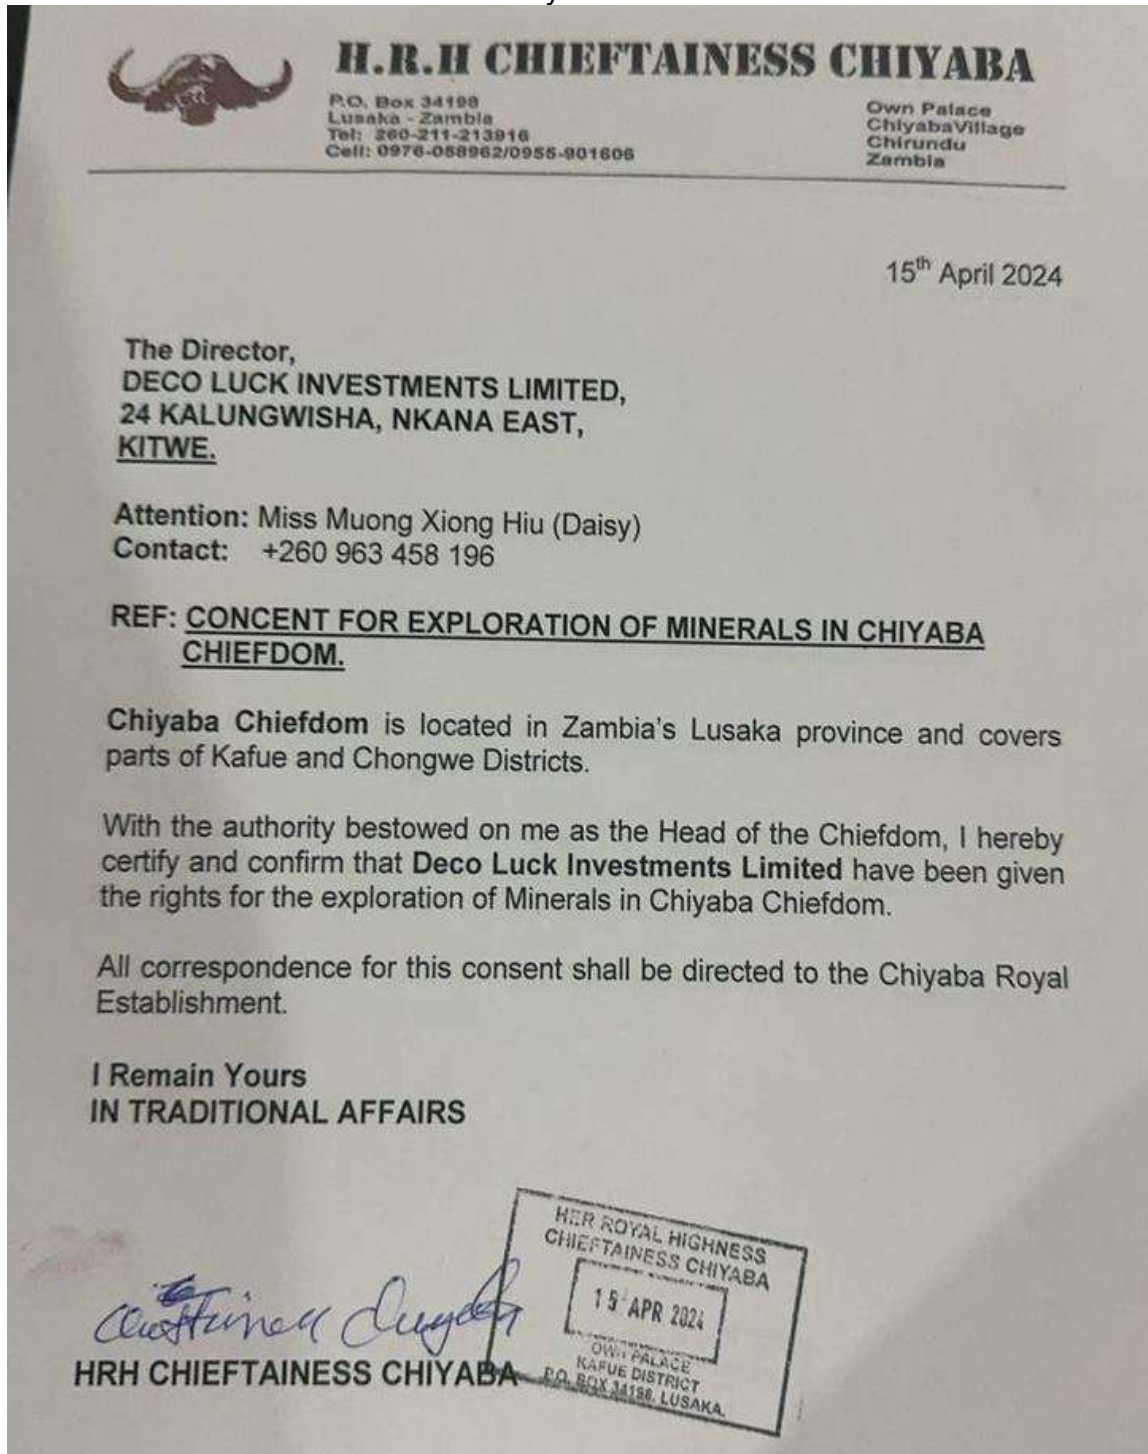 H.R.H CHIEFTAINESS CHIYABA
P.O. Box 34198
Lusaka - Zambia
Tel: 260-211-213916
Cell: 0976-058962/0955-901606
Own Palace
ChiyabaVillage
Chirundu
Zambia
15th April 2024
The Director,
DECO LUCK INVESTMENTS LIMITED,
24 KALUNGWISHA, NKANA EAST,
KITWE.
Attention: Miss Muong Xiong Hiu (Daisy)
Contact: +260 963 458 196
REF: CONCENT FOR EXPLORATION OF MINERALS IN CHIYABA
CHIEFDOM.
Chiyaba Chiefdom is located in Zambia's Lusaka province and covers
parts of Kafue and Chongwe Districts.
With the authority bestowed on me as the Head of the Chiefdom, I hereby
certify and confirm that Deco Luck Investments Limited have been given
the rights for the exploration of Minerals in Chiyaba Chiefdom.
All correspondence for this consent shall be directed to the Chiyaba Royal
Establishment.
I Remain Yours
IN TRADITIONAL AFFAIRS
HER ROYAL HIGHNESS
CHIEFTAINESS CHIYABA
15 APR 2024
OWN PALACE
KAFUE DISTRICT
P.O. BOX 34198, LUSAKA.
HRH CHIEFTAINESS CHIYABA